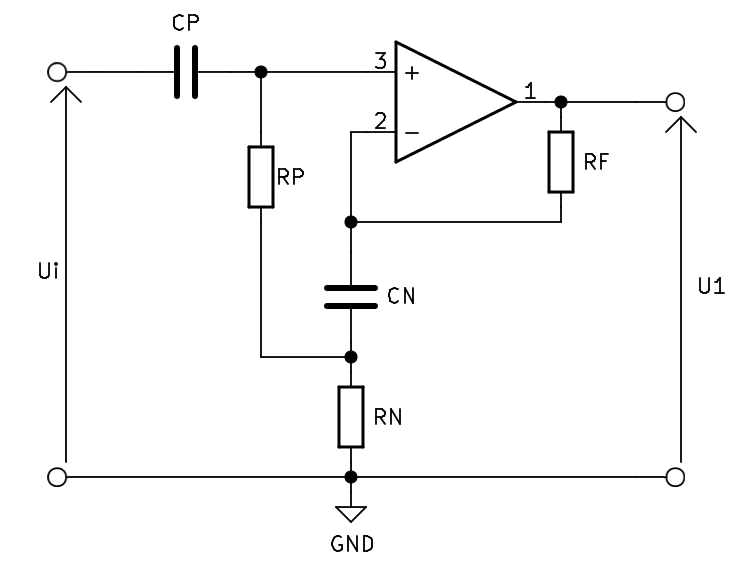 CP
3
+
1
2
−
RP
RF
Ui
CN
U1
RN
GND